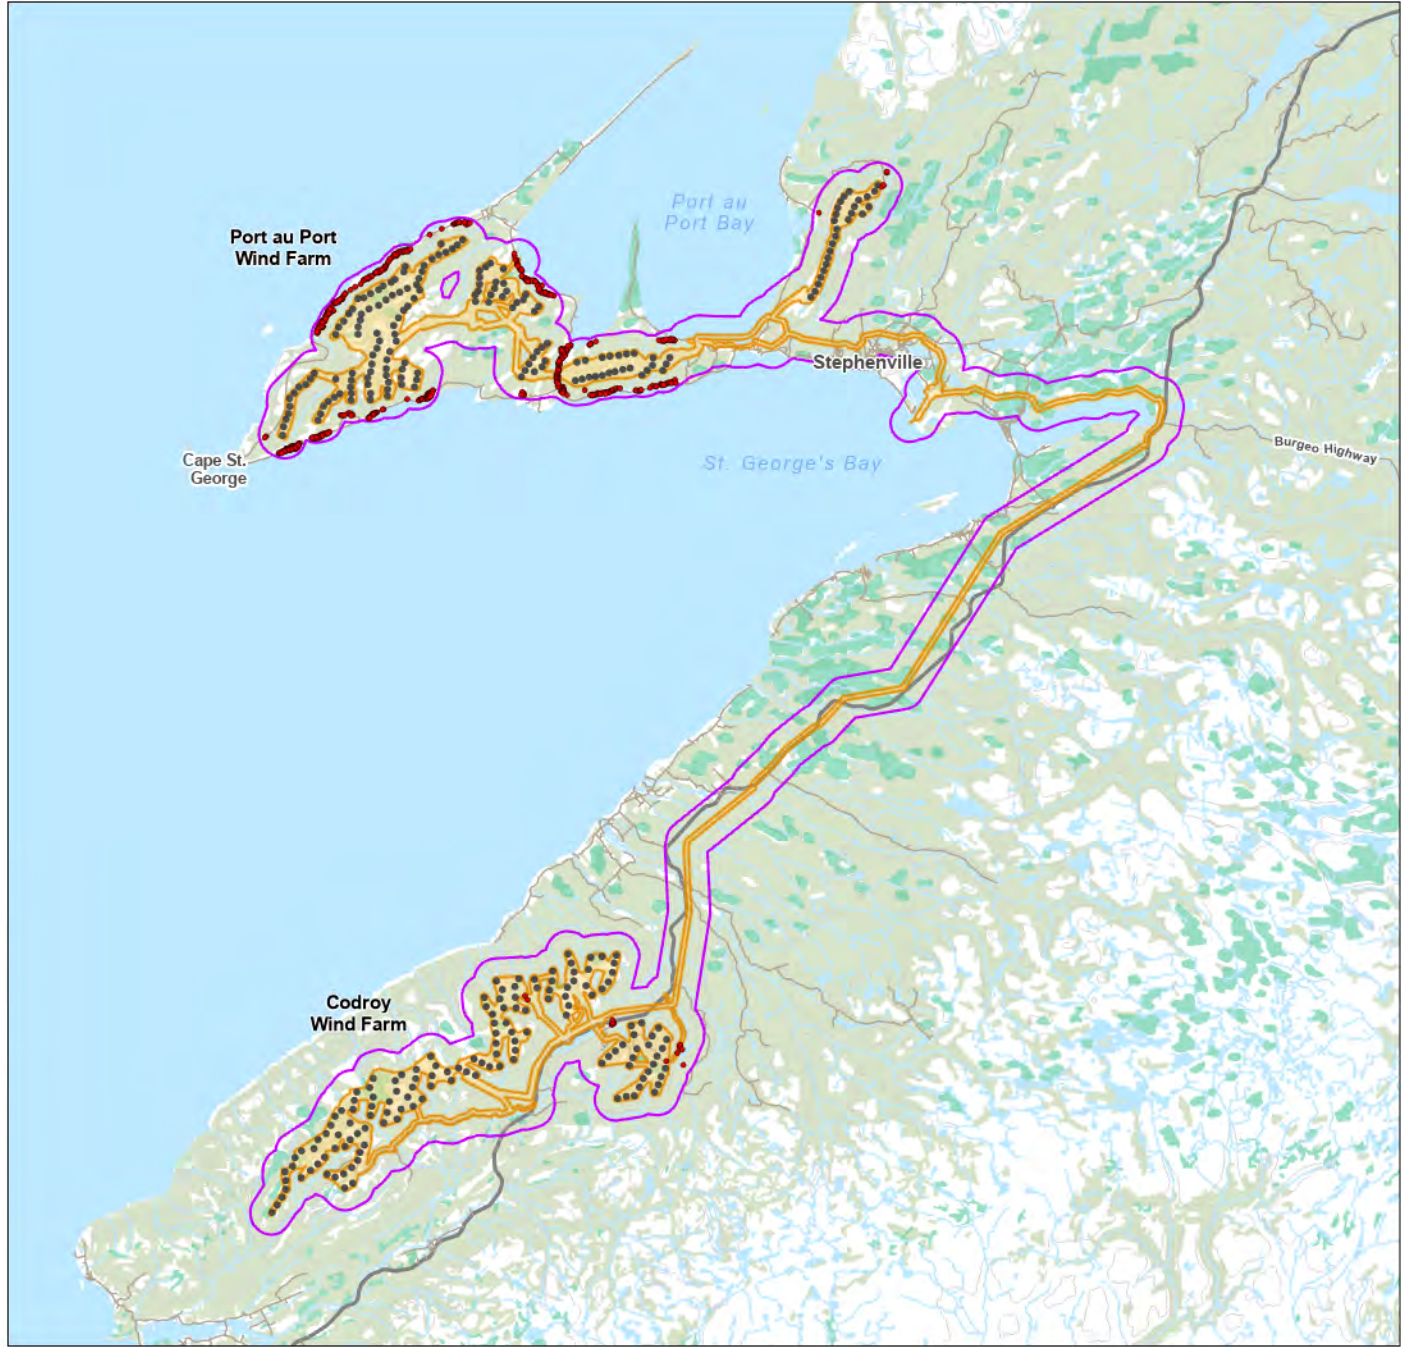 Port au
Port Bay
Port au Port
Wind Farm
Stephenville
Burgeo Highway
Cape St.
George
St. George's Bay
Codroy
Wind Farm